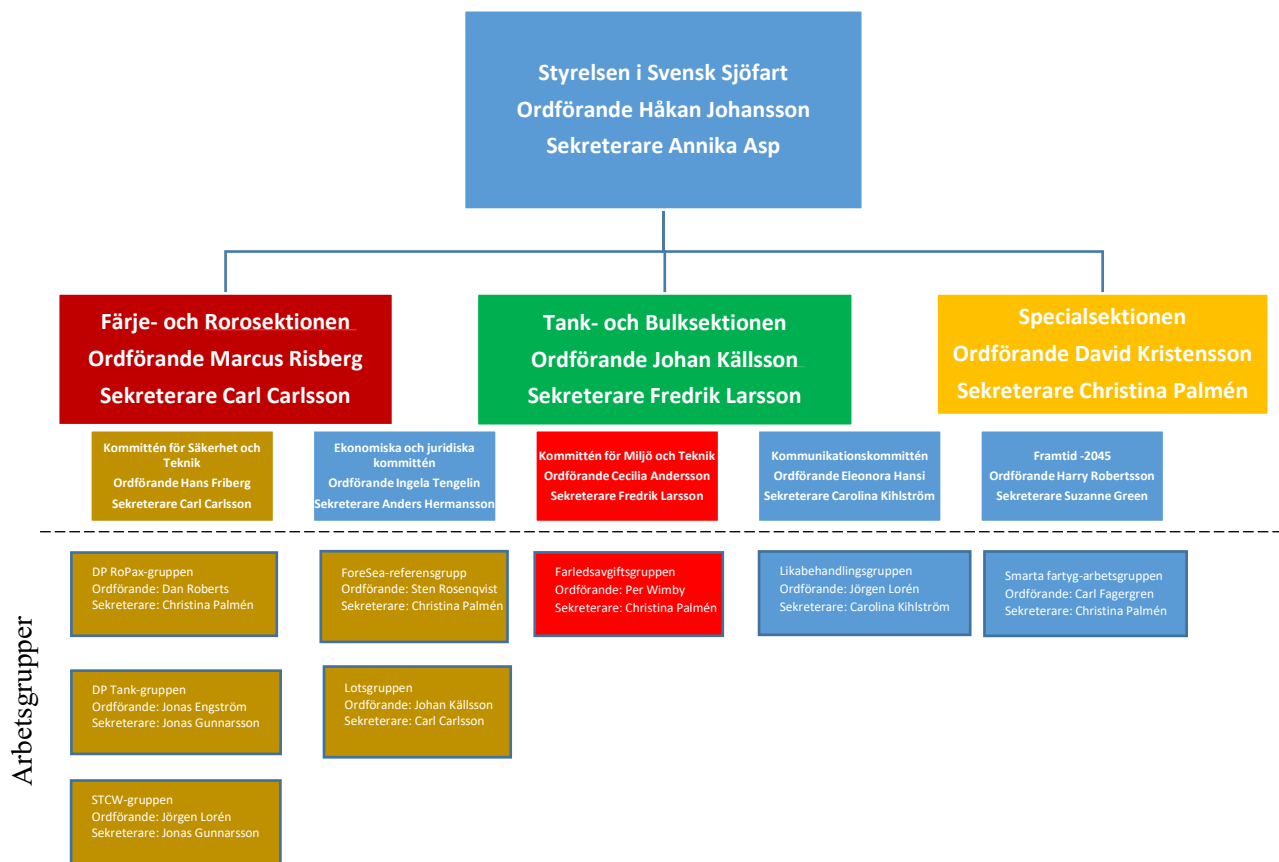 Styrelsen i Svensk Sjöfart
Ordförande Håkan Johansson
Sekreterare Annika Asp
Färje- och Rorosektionen
Ordförande Marcus Risberg
Sekreterare Carl Carlsson
Tank- och Bulksektionen
Ordförande Johan Källsson
Sekreterare Fredrik Larsson
Specialsektionen
Ordförande David Kristensson
Sekreterare Christina Palmén
Kommittén för Säkerhet och
Teknik
Ordförande Hans Friberg
Sekreterare Carl Carlsson
Ekonomiska och juridiska
kommittén
Ordförande Ingela Tengelin
Sekreterare Anders Hermansson
Kommittén för Miljö och Teknik
Ordförande Cecilia Andersson
Sekreterare Fredrik Larsson
Kommunikationskommittén
Ordförande Eleonora Hansi
Sekreterare Carolina Kihlström
Framtid -2045
Ordförande Harry Robertsson
Sekreterare Suzanne Green
Arbetsgrupper
DP RoPax-gruppen
Ordförande: Dan Roberts
Sekreterare: Christina Palmén
ForeSea-referensgrupp
Ordförande: Sten Rosenqvist
Sekreterare: Christina Palmén
Farledsavgiftsgruppen
Ordförande: Per Wimby
Sekreterare: Christina Palmén
Likabehandlingsgruppen
Ordförande: Jörgen Lorén
Sekreterare: Carolina Kihlström
Smarta fartyg-arbetsgruppen
Ordförande: Carl Fagergren
Sekreterare: Christina Palmén
DP Tank-gruppen
Ordförande: Jonas Engström
Sekreterare: Jonas Gunnarsson
Lotsgruppen
Ordförande: Johan Källsson
Sekreterare: Carl Carlsson
STCW-gruppen
Ordförande: Jörgen Lorén
Sekreterare: Jonas Gunnarsson